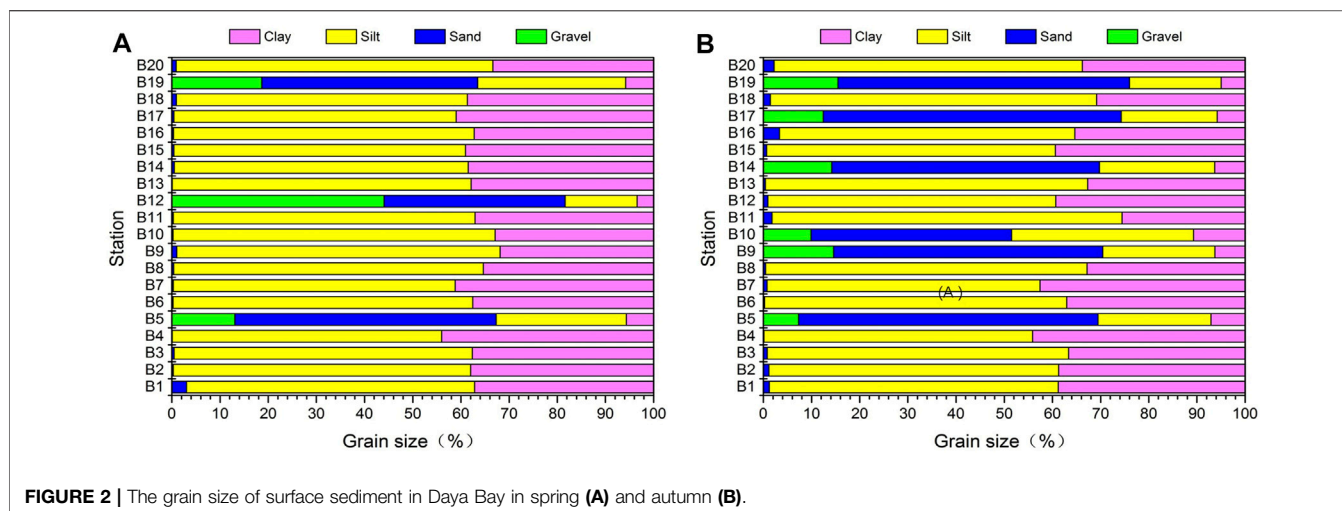 A
Clay Silt Sand Gravel
B20
B19
B18
B17
B16
B15
B14
B13
B12
B11
B10
B9
B8
B7
B6
B5
B4
B3
B2
B1
Station
0 10 20 30 40 50 60 70 80 90 100
Grain size（%）
B
Clay Silt Sand Gravel
B20
B19
B18
B17
B16
B15
B14
B13
B12
B11
B10
B9
B8
B7
B6
B5
B4
B3
B2
B1
Station
(A)
0 10 20 30 40 50 60 70 80 90 100
Grain size（%）
FIGURE 2 | The grain size of surface sediment in Daya Bay in spring (A) and autumn (B).